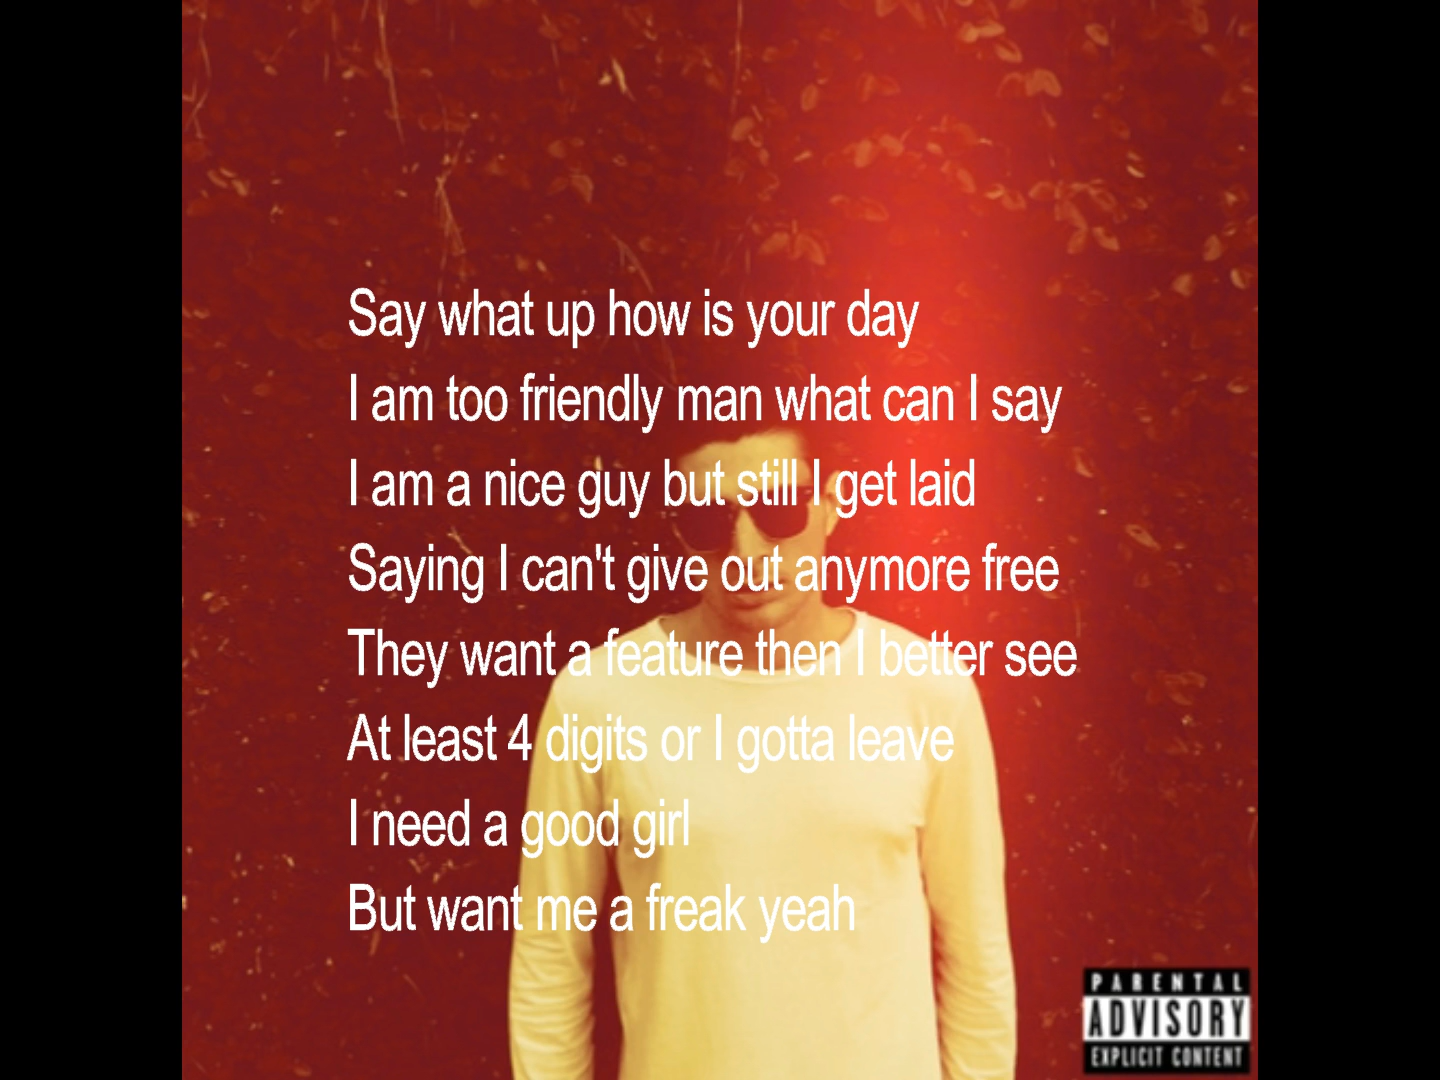 Say what up how is your day
I am too friendly man what can I say
I am a nice guy but still I get laid
Saying I can't give out anymore free
They want a feature then I better see
At least 4 digits or I gotta leave
I need a good girl
But want me a freak yeah
PARENTAL
ADVISORY
EXPLICIT CONTENT